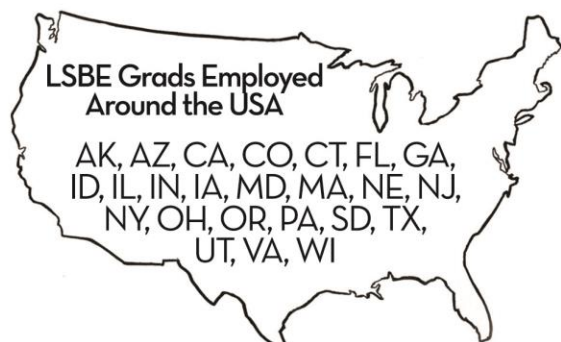 LSBE Grads Employed
Around the USA
AK, AZ, CA, CO, CT, FL, GA,
ID, IL, IN, IA, MD, MA, NE, NJ,
NY, OH, OR, PA, SD, TX,
UT, VA, WI